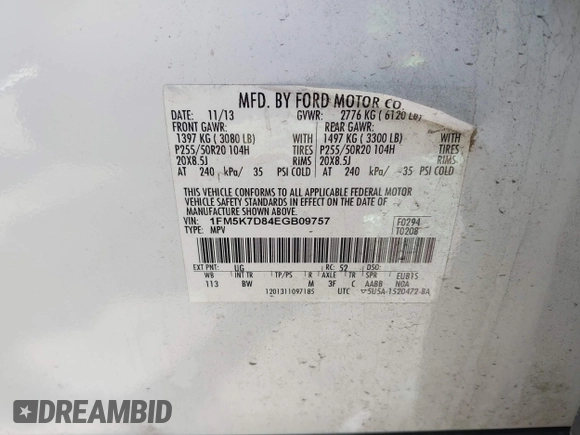 MFD. BY FORD MOTOR CO.
DATE: 11/13 GVWR: 2776 KG ( 6120 LB)
FRONT GAWR: REAR GAWR:
1397 KG ( 3080 LB) WITH 1497 KG ( 3300 LB) WITH
P255/50R20 104H TIRES P255/50R20 104H TIRES
20X8.5J RIMS 20X8.5J RIMS
AT 240 kPa/ 35 PSI COLD AT 240 kPa/ 35 PSI COLD
THIS VEHICLE CONFORMS TO ALL APPLICABLE FEDERAL MOTOR
VEHICLE SAFETY STANDARDS IN EFFECT ON THE DATE OF
MANUFACTURE SHOWN ABOVE.
VIN: 1FM5K7D84EGB09757 F0294
TYPE: MPV T0208
EXT PNT: UG RC: 52 DSO:
WB INT TR TP/PS R AXLE TR SPR EUB15
113 BW M 3F C AABB NOA
1201311097185 UTC 5U5A-1520472-BA
DREAMBID